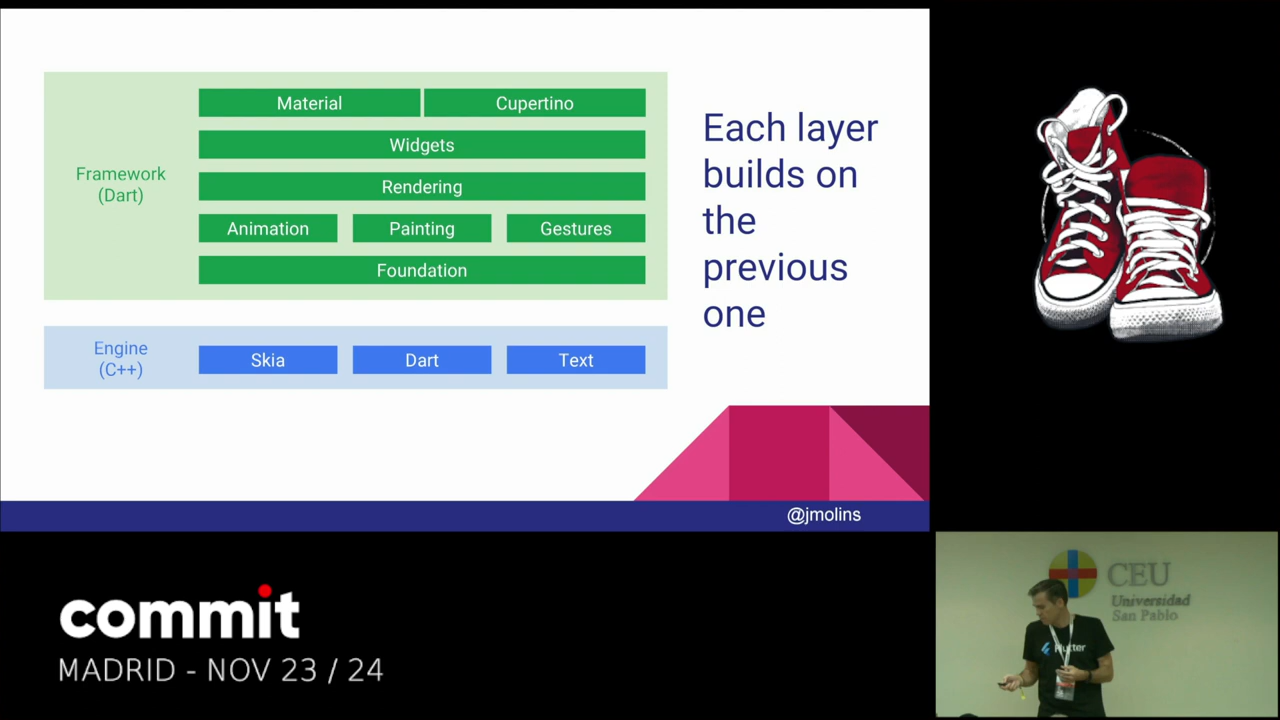 Material
Cupertino
Widgets
Framework
(Dart)
Rendering
Animation
Painting
Gestures
Foundation
Engine
(C++)
Skia
Dart
Text
Each layer
builds on
the
previous
one
@jmolins
commit
MADRID - NOV 23 / 24
CEU
Universidad
San Pablo
Flutter